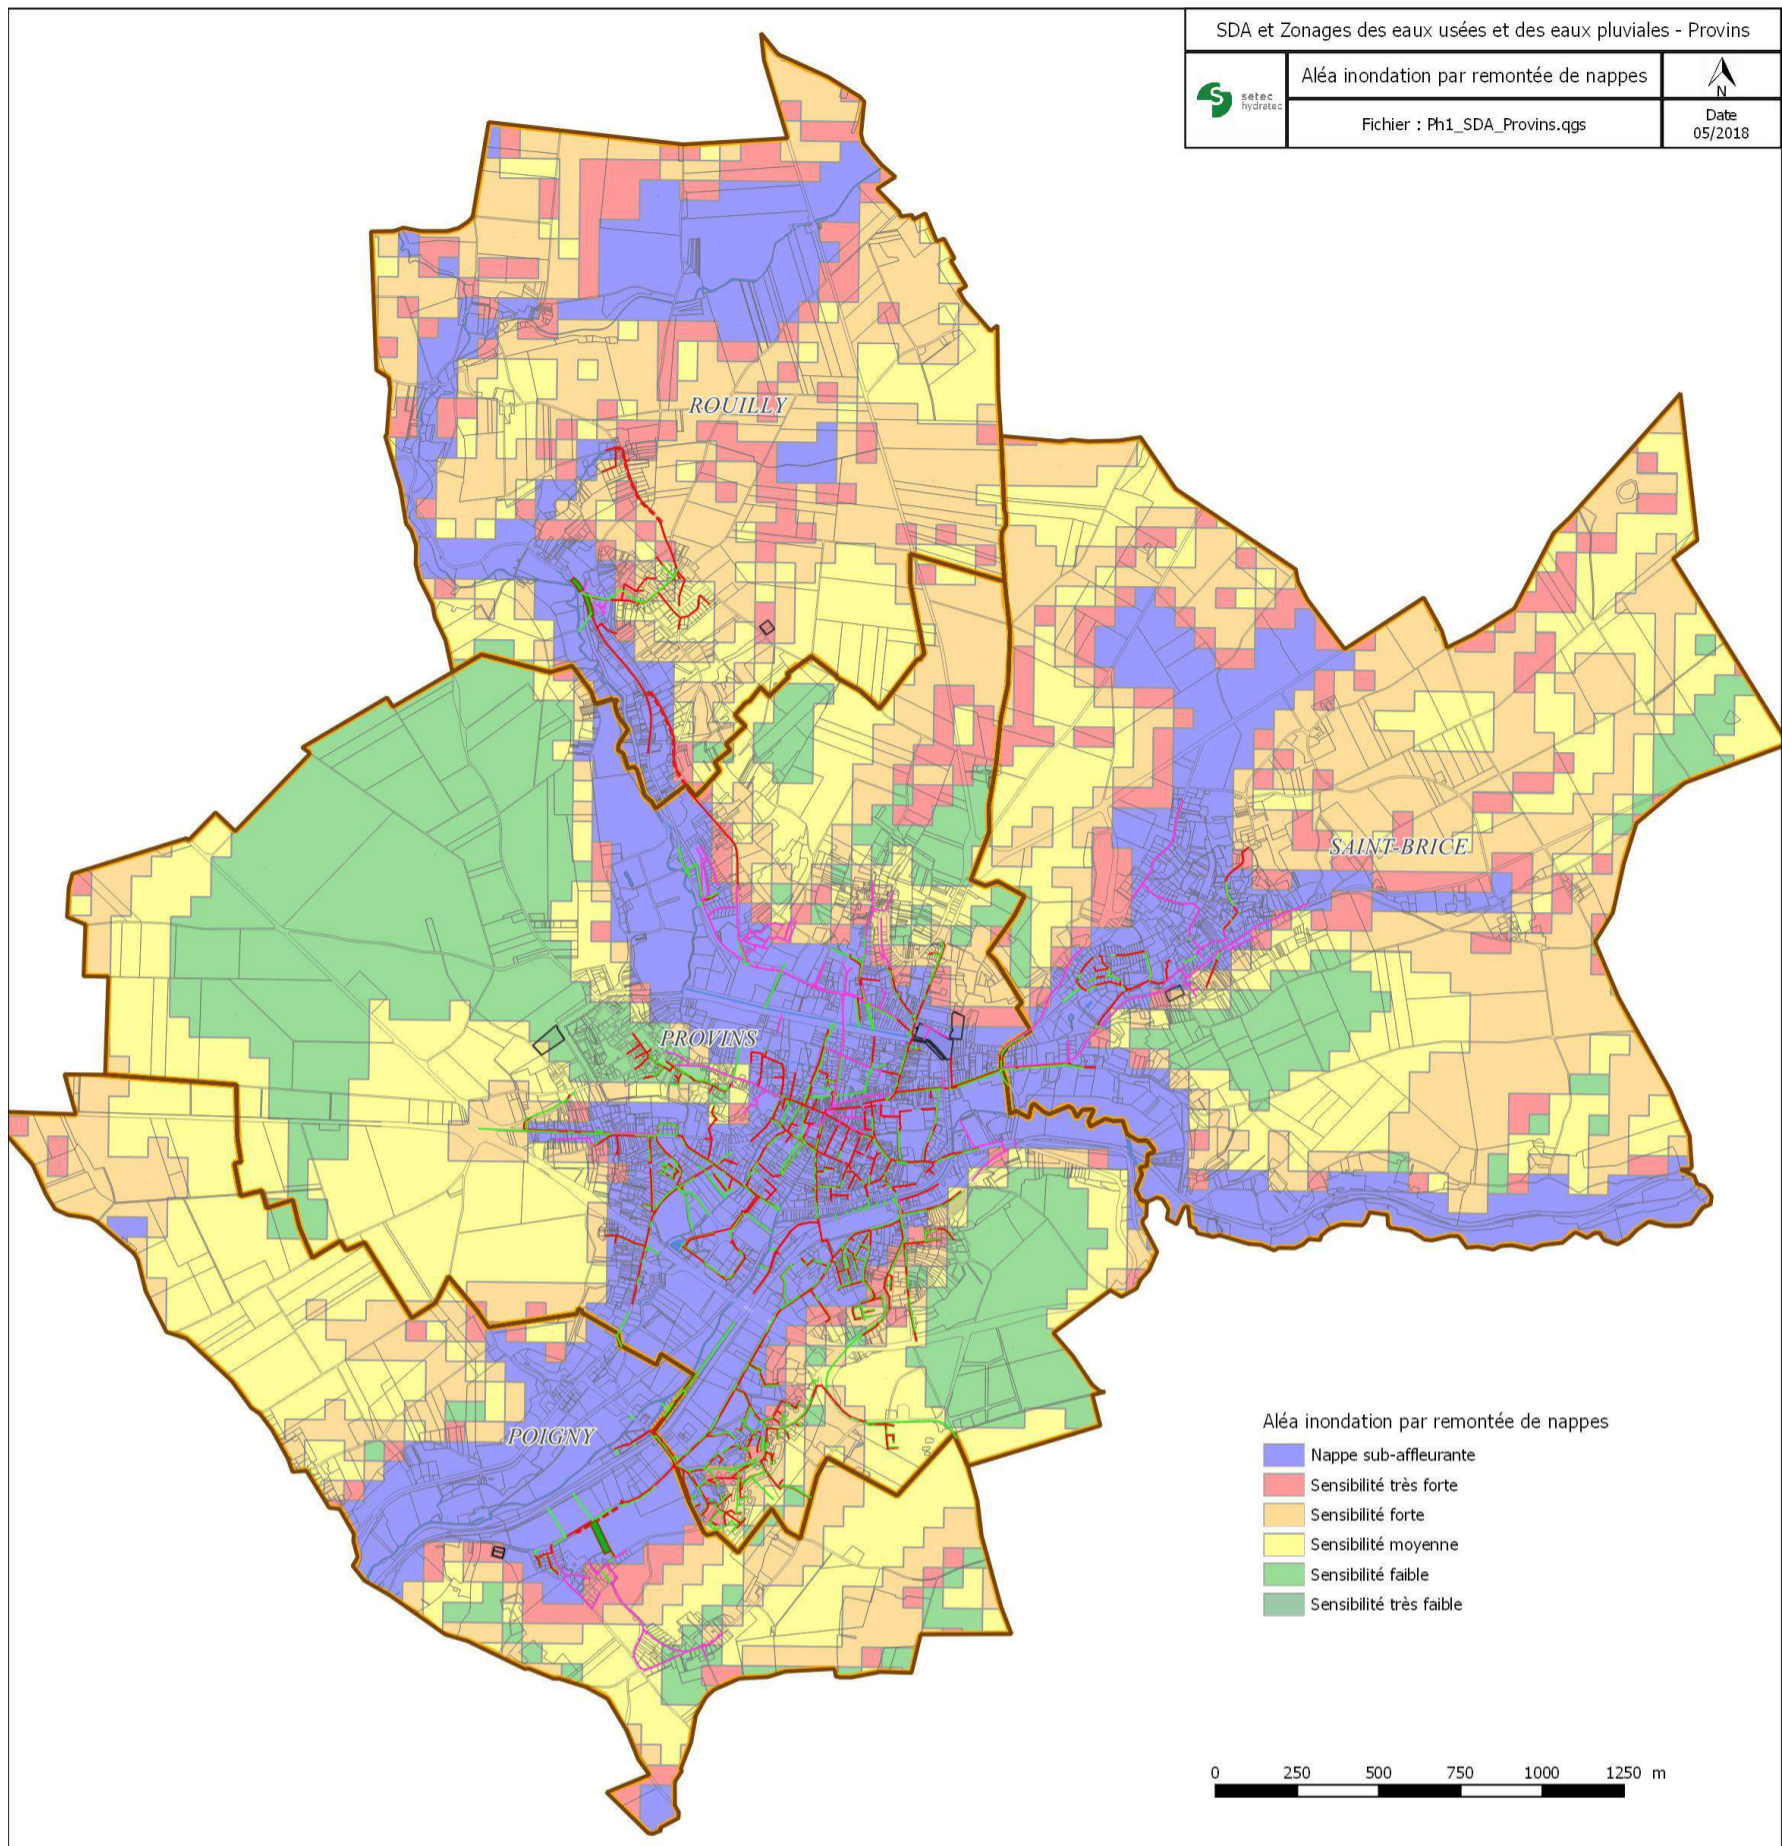 SDA et Zonages des eaux usées et des eaux pluviales - Provins
setec
hydratec
Aléa inondation par remontée de nappes
N
Fichier : Ph1_SDA_Provins.qgs
Date
05/2018
ROUILLY
SAINT-BRICE
PROVINS
POIGNY
Aléa inondation par remontée de nappes
Nappe sub-affleurante
Sensibilité très forte
Sensibilité forte
Sensibilité moyenne
Sensibilité faible
Sensibilité très faible
0 250 500 750 1000 1250 m